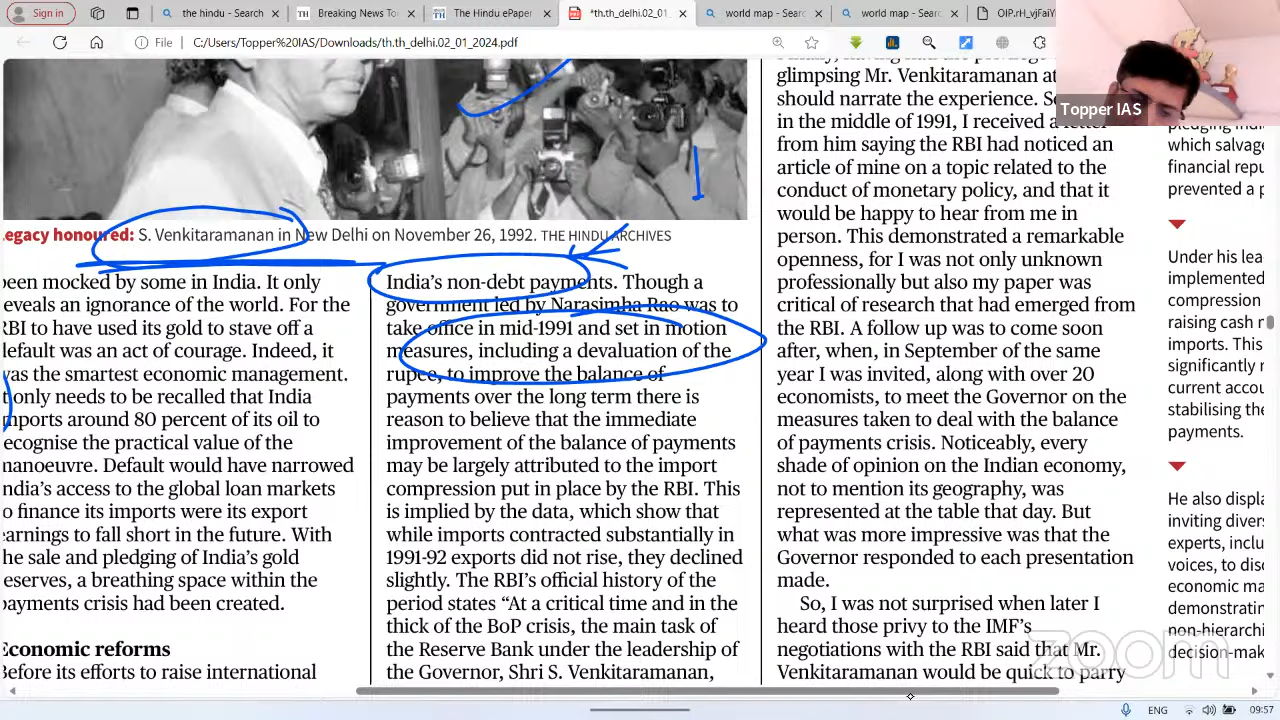 Sign in
the hindu - Search
Breaking News To
The Hindu ePaper
*th.th_delhi.02_01
world map - Sear
world map - Sear
OIP.rH_vjFaiY
File
C:/Users/Topper%20IAS/Downloads/th.th_delhi.02_01_2024.pdf
Topper IAS
egacy honoured: S. Venkitaramanan in New Delhi on November 26, 1992. THE HINDU ARCHIVES
been mocked by some in India. It only
eveals an ignorance of the world. For the
RBI to have used its gold to stave off a
default was an act of courage. Indeed, it
was the smartest economic management.
t only needs to be recalled that India
mports around 80 percent of its oil to
ecognise the practical value of the
manoeuvre. Default would have narrowed
ndia's access to the global loan markets
o finance its imports were its export
earnings to fall short in the future. With
he sale and pledging of India's gold
eserves, a breathing space within the
payments crisis had been created.
Economic reforms
Before its efforts to raise international
India's non-debt payments. Though a
government led by Narasimha Rao was to
take office in mid-1991 and set in motion
measures, including a devaluation of the
rupee, to improve the balance of
payments over the long term there is
reason to believe that the immediate
improvement of the balance of payments
may be largely attributed to the import
compression put in place by the RBI. This
is implied by the data, which show that
while imports contracted substantially in
1991-92 exports did not rise, they declined
slightly. The RBI's official history of the
period states “At a critical time and in the
thick of the BoP crisis, the main task of
the Reserve Bank under the leadership of
the Governor, Shri S. Venkitaramanan,
glimpsing Mr. Venkitaramanan at
should narrate the experience.
in the middle of 1991, I received a letter
from him saying the RBI had noticed an
article of mine on a topic related to the
conduct of monetary policy, and that it
would be happy to hear from me in
person. This demonstrated a remarkable
openness, for I was not only unknown
professionally but also my paper was
critical of research that had emerged from
the RBI. A follow up was to come soon
after, when, in September of the same
year I was invited, along with over 20
economists, to meet the Governor on the
measures taken to deal with the balance
of payments crisis. Noticeably, every
shade of opinion on the Indian economy,
not to mention its geography, was
represented at the table that day. But
what was more impressive was that the
Governor responded to each presentation
made.
So, I was not surprised when later I
heard those privy to the IMF's
negotiations with the RBI said that Mr.
Venkitaramanan would be quick to parry
pledging Indi
which salvage
financial repu
prevented a p
Under his lea
implemented
compression
raising cash r
imports. This
significantly r
current accou
stabilising the
payments.
He also displa
inviting divers
experts, inclu
voices, to disc
economic ma
demonstratin
non-hierarchi
decision-mak
zoom
ENG
09:57